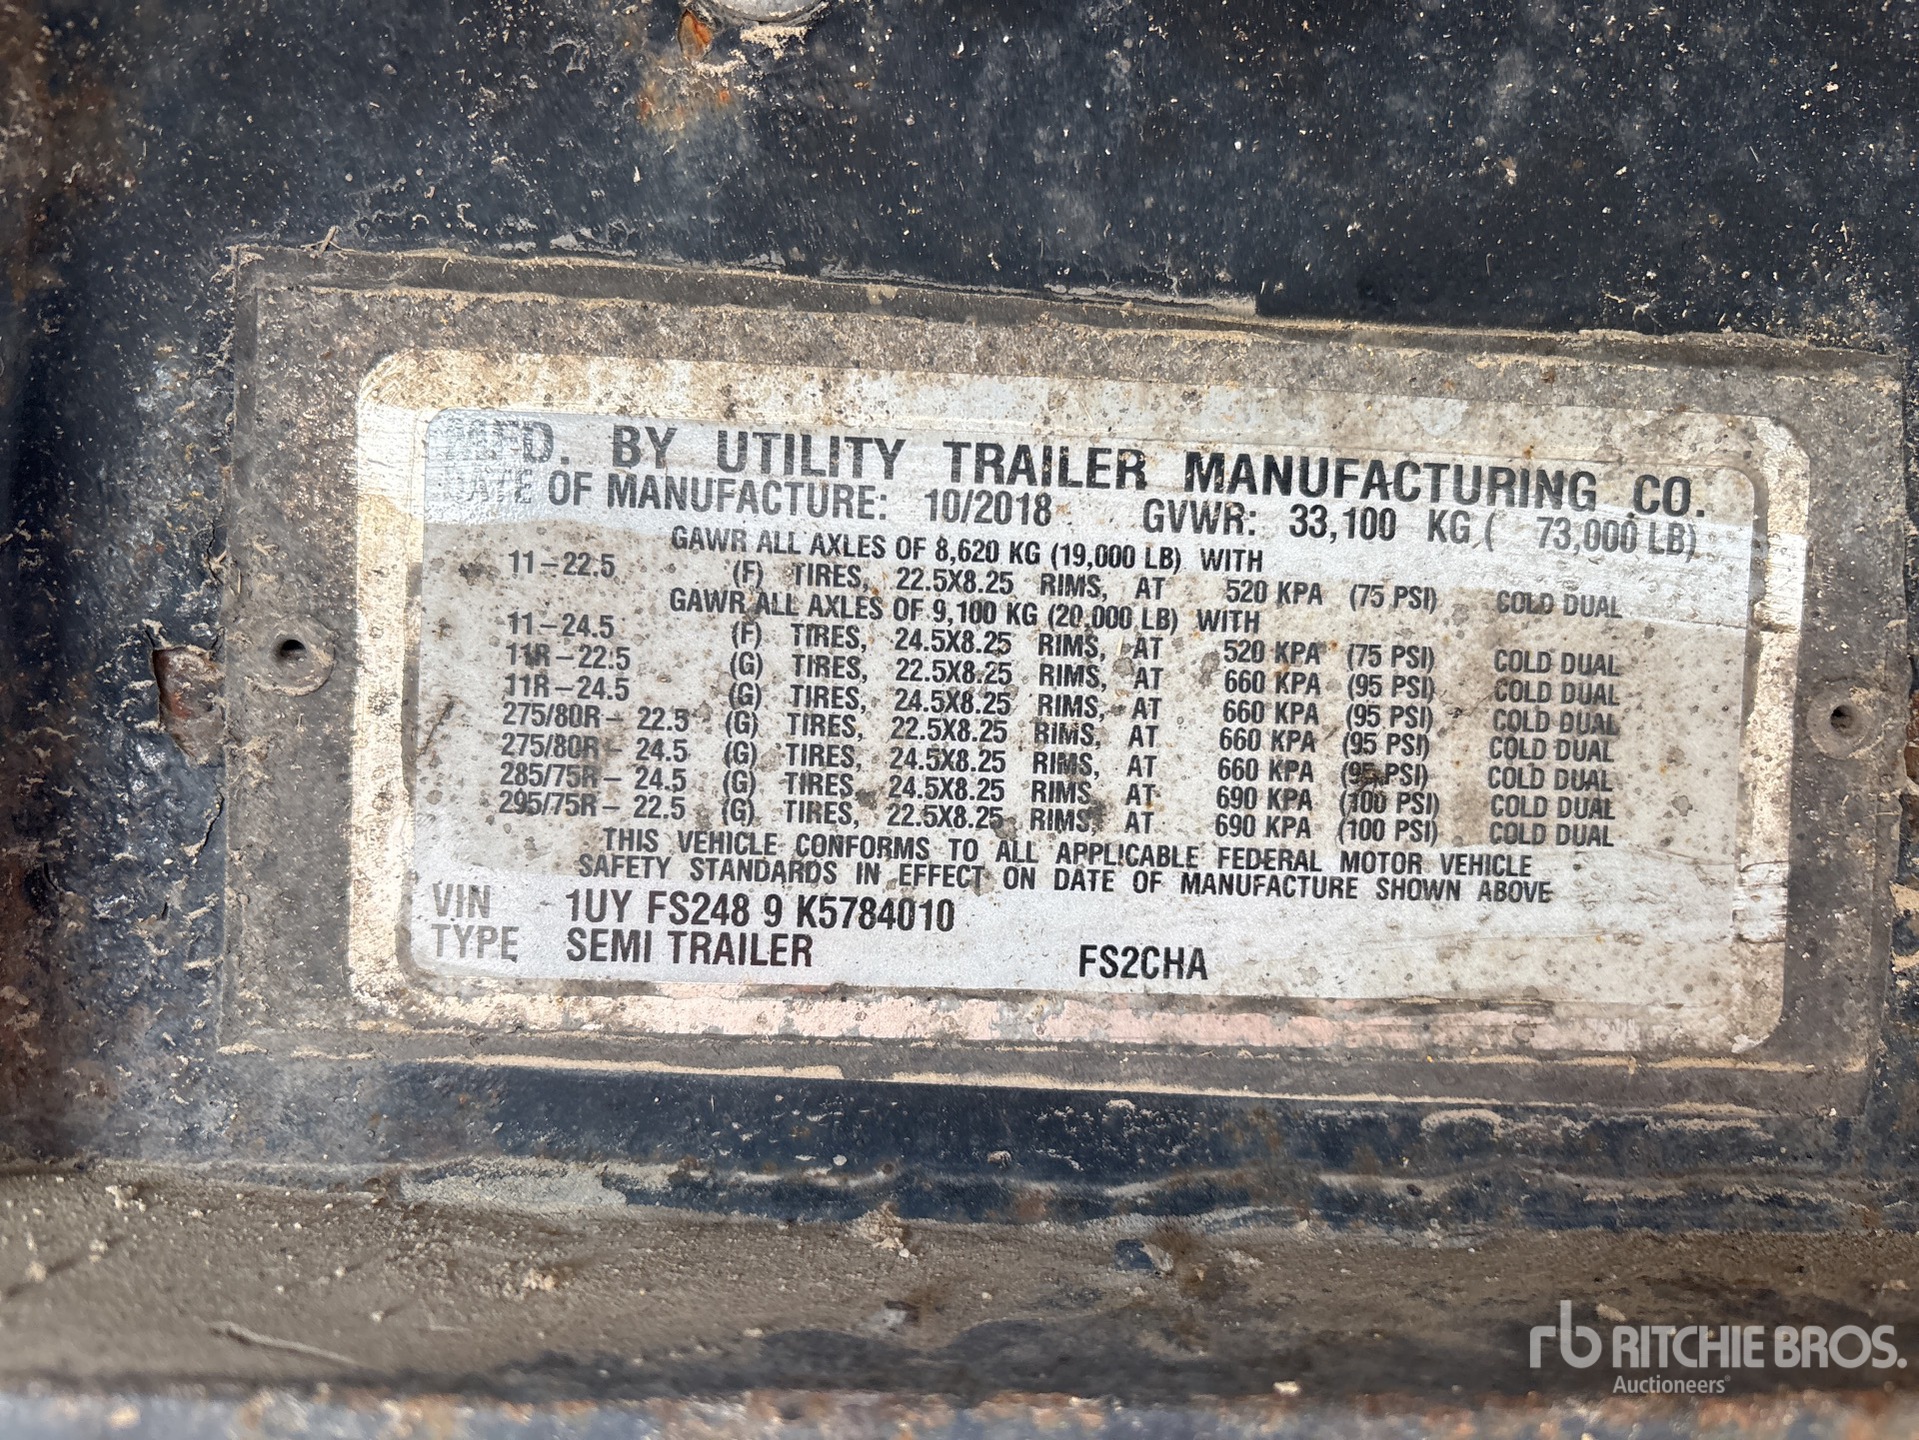 MFD. BY UTILITY TRAILER MANUFACTURING CO.
DATE OF MANUFACTURE: 10/2018 GVWR: 33,100 KG ( 73,000 LB)
GAWR ALL AXLES OF 8,620 KG (19,000 LB) WITH
11-22.5 (F) TIRES, 22.5X8.25 RIMS, AT 520 KPA (75 PSI) COLD DUAL
GAWR ALL AXLES OF 9,100 KG (20,000 LB) WITH
11-24.5 (F) TIRES, 24.5X8.25 RIMS, AT 520 KPA (75 PSI) COLD DUAL
11R-22.5 (G) TIRES, 22.5X8.25 RIMS, AT 660 KPA (95 PSI) COLD DUAL
11R-24.5 (G) TIRES, 24.5X8.25 RIMS, AT 660 KPA (95 PSI) COLD DUAL
275/80R-22.5 (G) TIRES, 22.5X8.25 RIMS, AT 660 KPA (95 PSI) COLD DUAL
275/80R-24.5 (G) TIRES, 24.5X8.25 RIMS, AT 660 KPA (95 PSI) COLD DUAL
285/75R-24.5 (G) TIRES, 24.5X8.25 RIMS, AT 690 KPA (100 PSI) COLD DUAL
295/75R-22.5 (G) TIRES, 22.5X8.25 RIMS, AT 690 KPA (100 PSI) COLD DUAL
THIS VEHICLE CONFORMS TO ALL APPLICABLE FEDERAL MOTOR VEHICLE
SAFETY STANDARDS IN EFFECT ON DATE OF MANUFACTURE SHOWN ABOVE
VIN 1UY FS248 9 K5784010
TYPE SEMI TRAILER FS2CHA
rb RITCHIE BROS.
Auctioneers